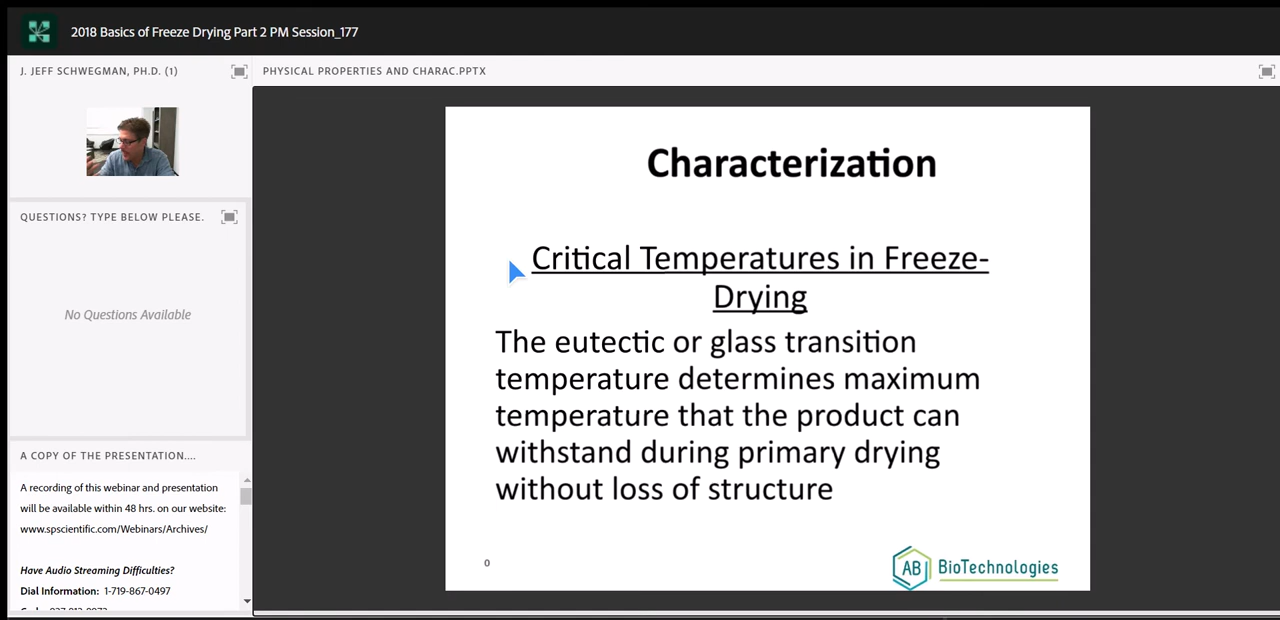 2018 Basics of Freeze Drying Part 2 PM Session_177
J. JEFF SCHWEGMAN, PH.D. (1)
PHYSICAL PROPERTIES AND CHARAC.PPTX
QUESTIONS? TYPE BELOW PLEASE.
No Questions Available
A COPY OF THE PRESENTATION....
A recording of this webinar and presentation
will be available within 48 hrs. on our website:
www.spscientific.com/Webinars/Archives/
Have Audio Streaming Difficulties?
Dial Information: 1-719-867-0497
Characterization
Critical Temperatures in Freeze-
Drying
The eutectic or glass transition
temperature determines maximum
temperature that the product can
withstand during primary drying
without loss of structure
0
AB BioTechnologies